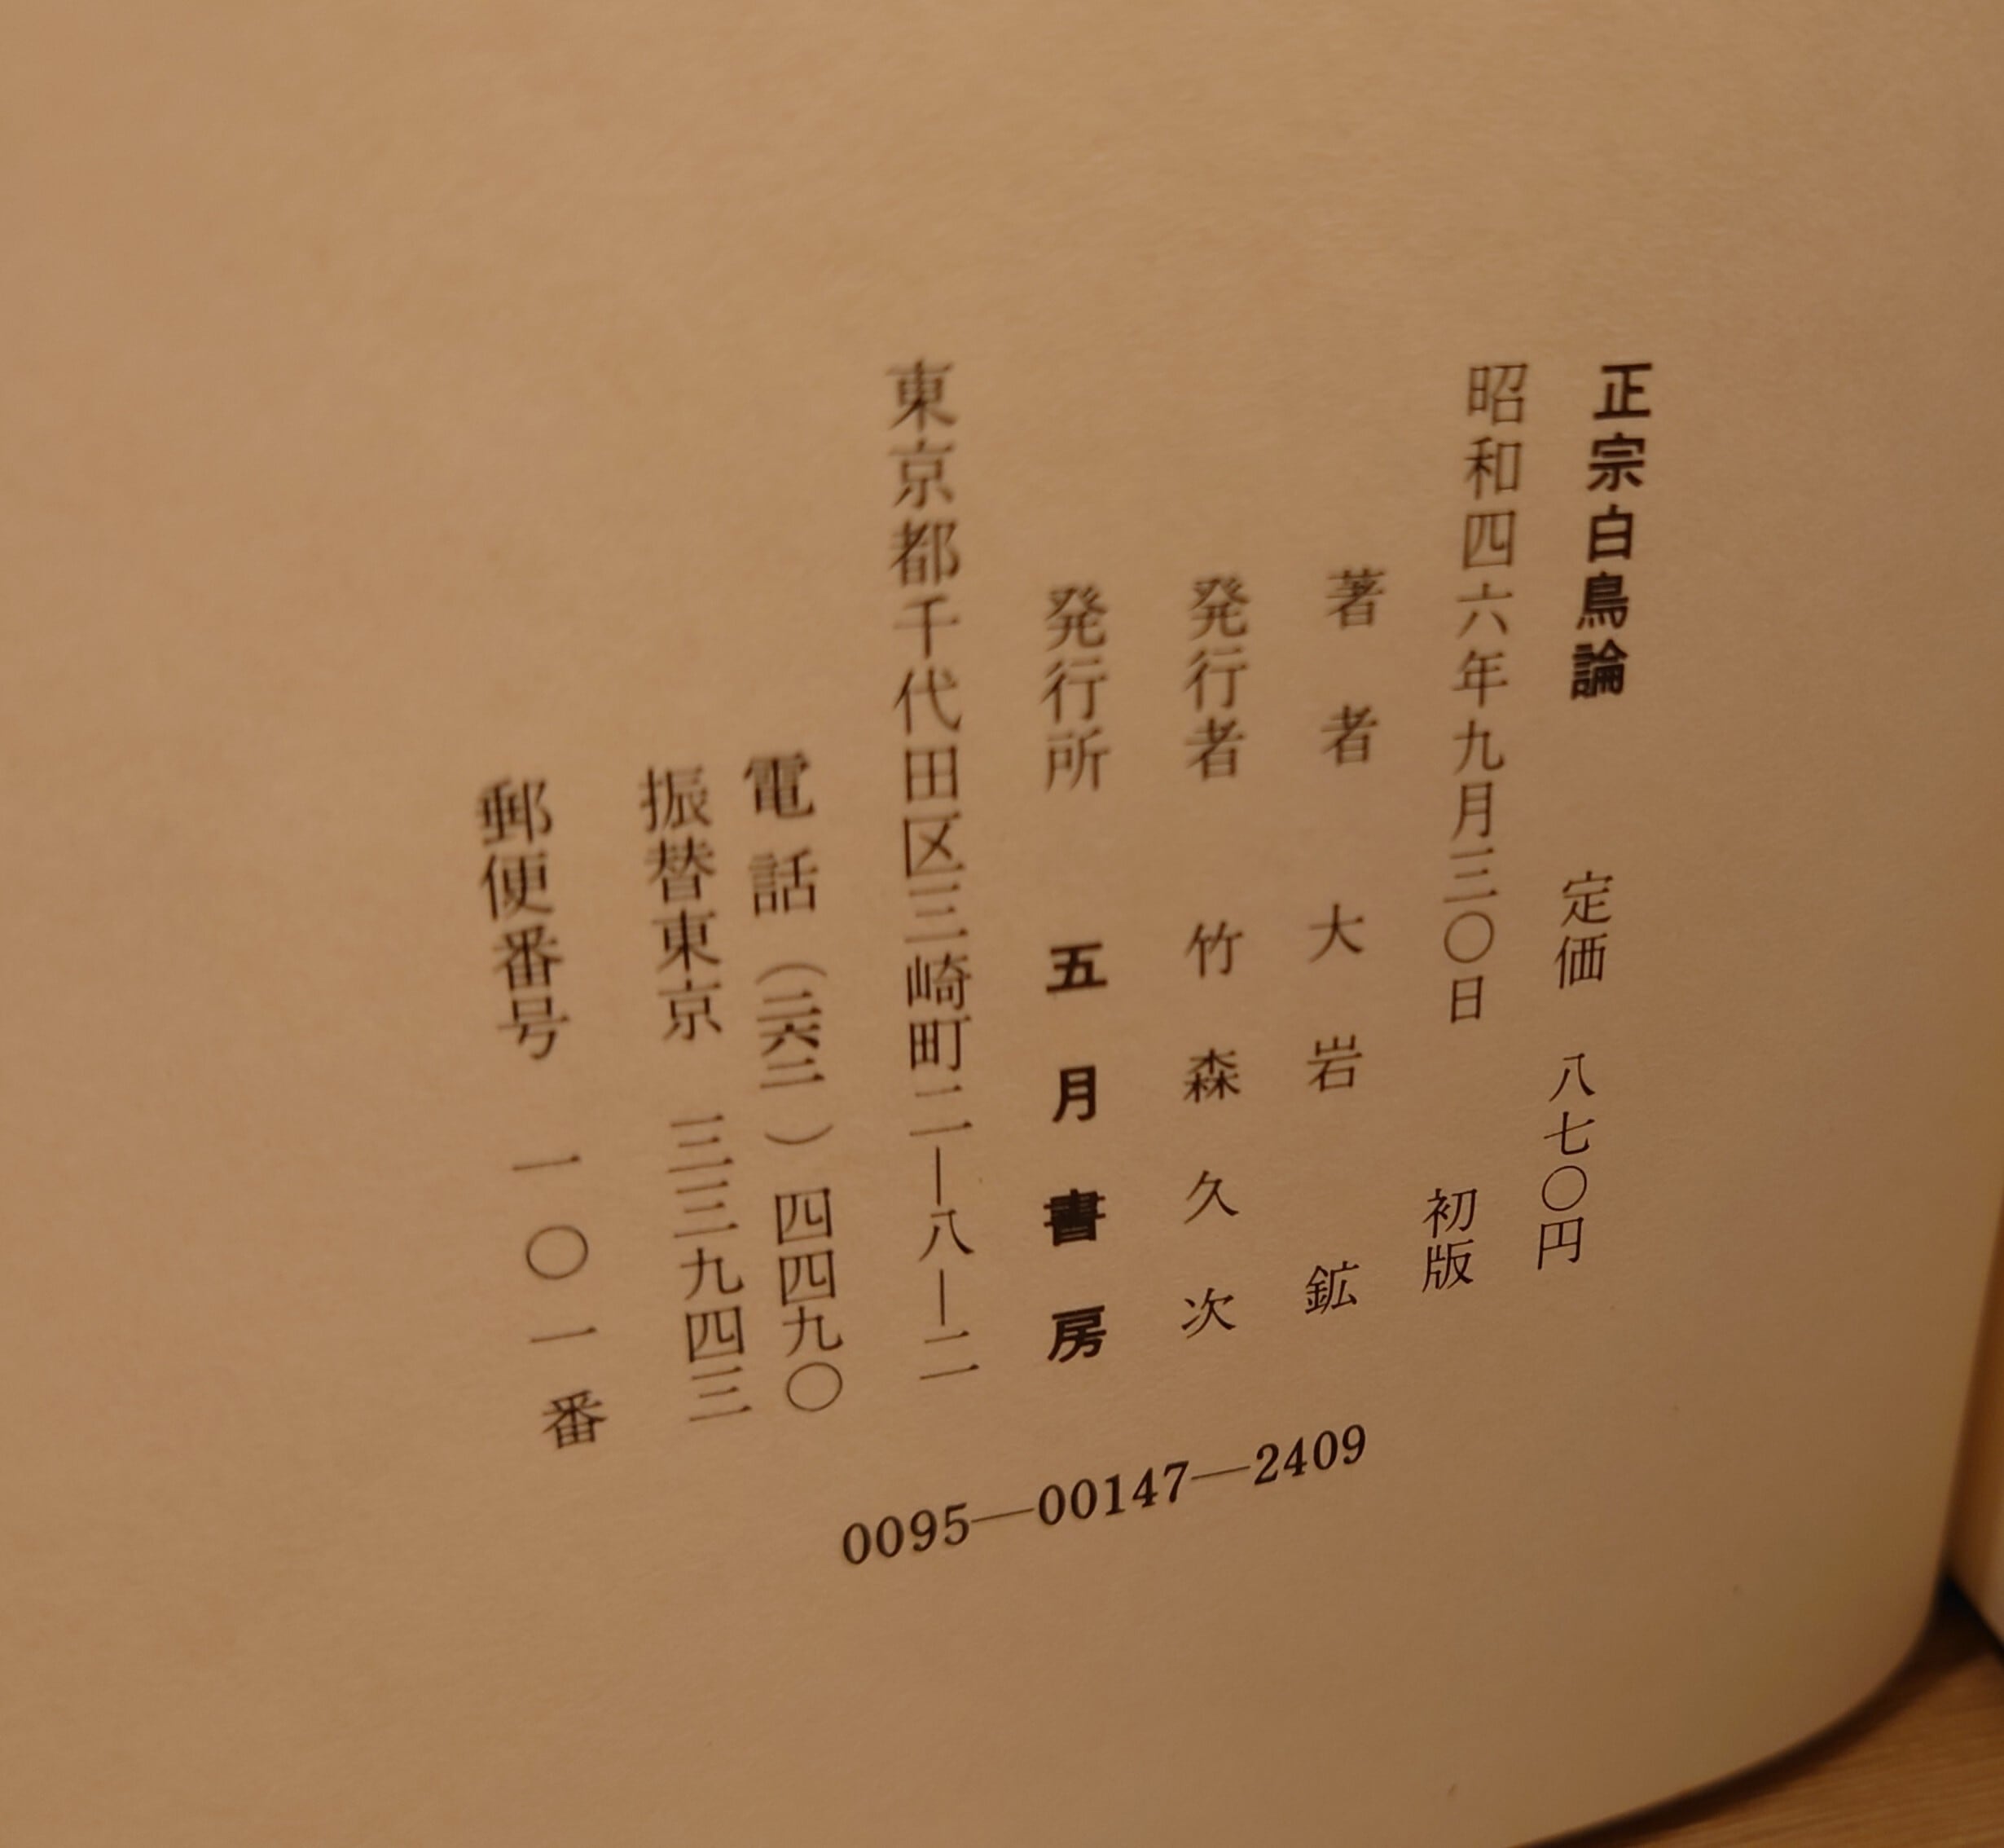 正宗白鳥論　定価　八七〇円
昭和四六年九月三〇日　初版
著者　大岩　鉱
発行者　竹森久次
発行所　五月書房
東京都千代田区三崎町二―八―二
電話（二六二）四四九〇
振替東京　三三九四三
郵便番号　一〇一番
0095―00147―2409